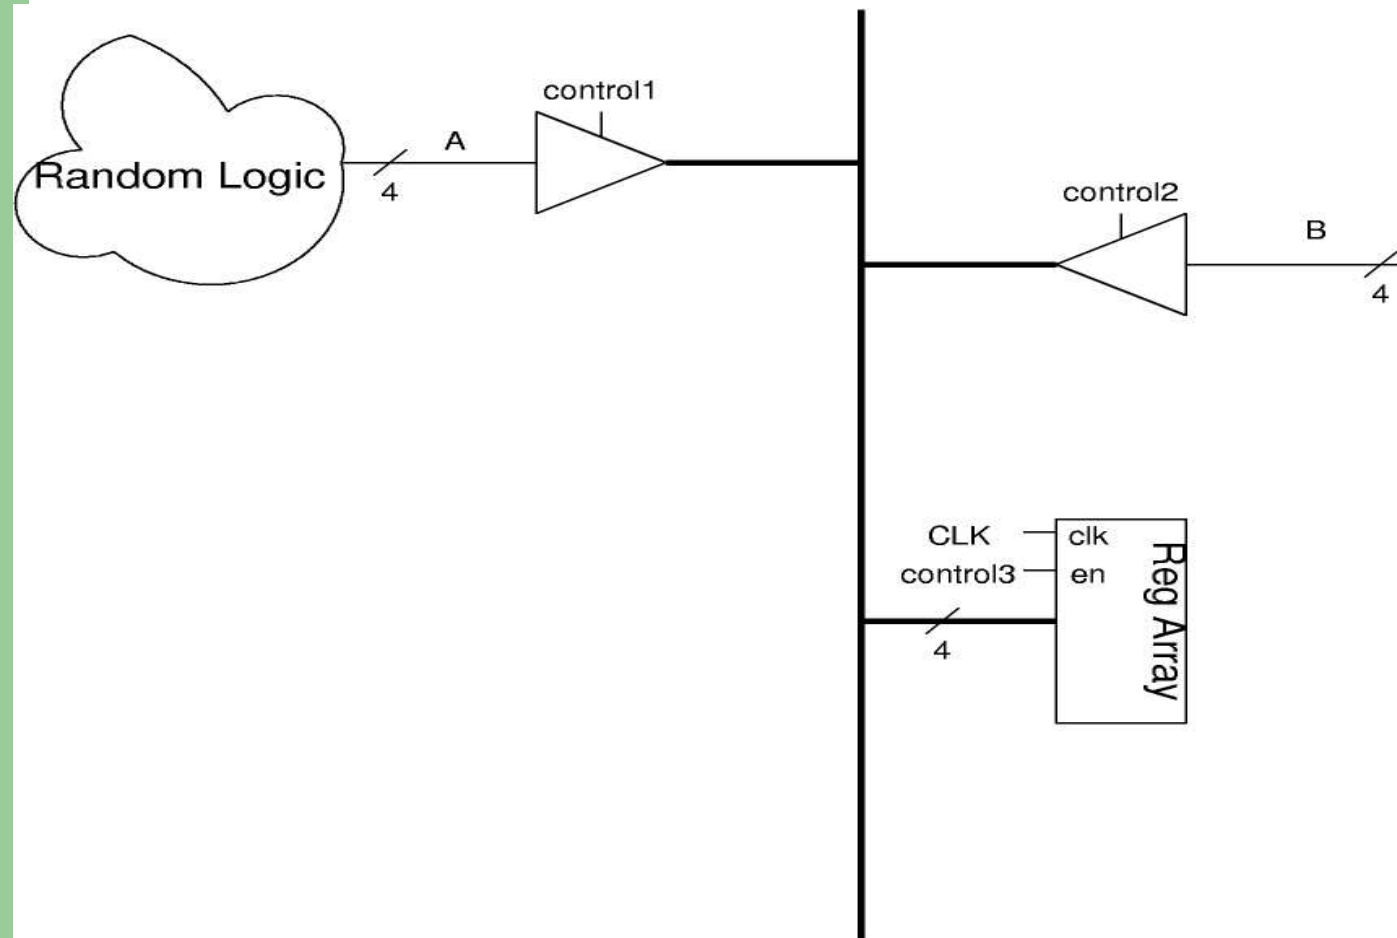 control1
A
Random Logic
4
control2
B
4
CLK
clk
control3
en
Reg Array
4